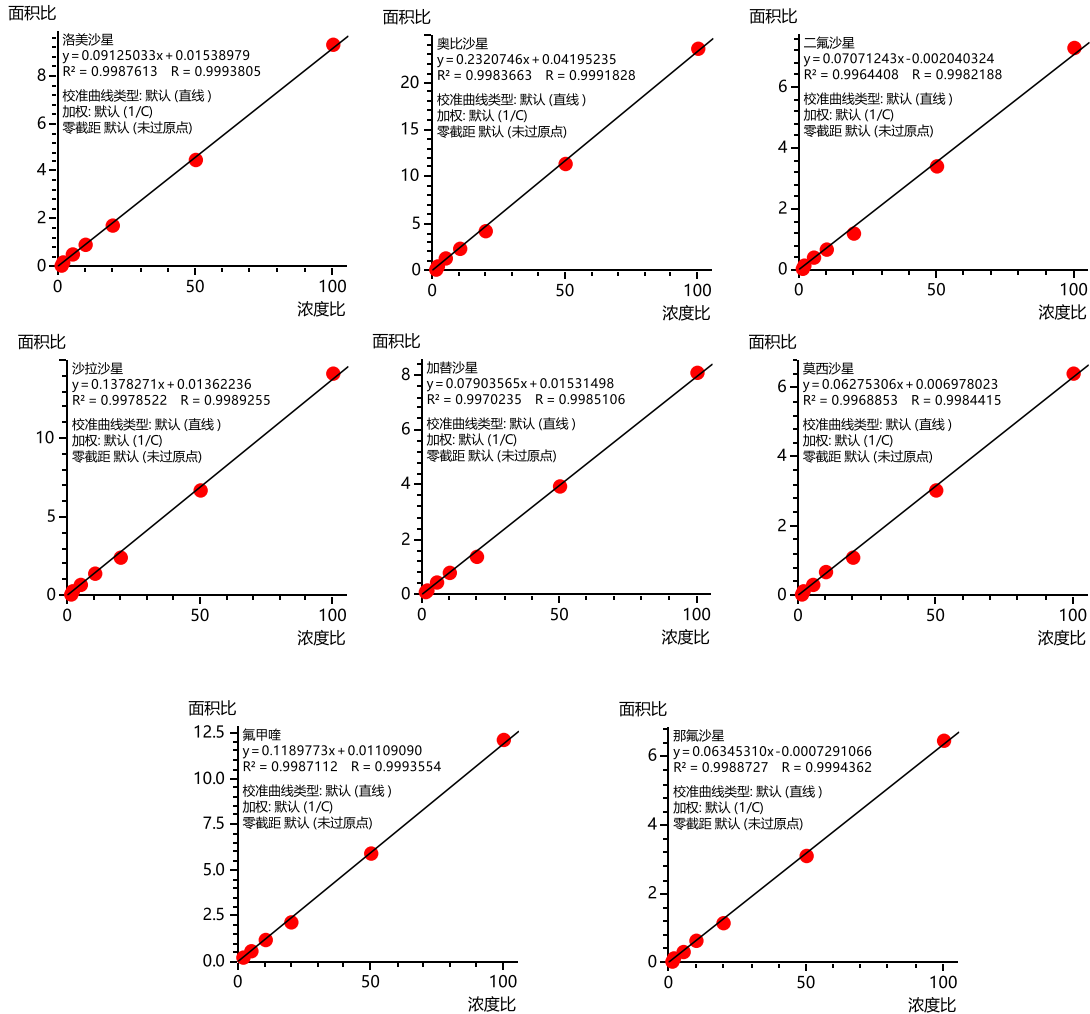 面积比
洛美沙星
y = 0.09125033x + 0.01538979
R² = 0.9987613 R = 0.9993805
校准曲线类型: 默认 (直线 )
加权: 默认 (1/C)
零截距 默认 (未过原点)
8
6
4
2
0
0 50 100
浓度比
面积比
奥比沙星
y = 0.2320746x + 0.04195235
R² = 0.9983663 R = 0.9991828
校准曲线类型: 默认 (直线 )
加权: 默认 (1/C)
零截距 默认 (未过原点)
20
15
10
5
0
0 50 100
浓度比
面积比
二氟沙星
y = 0.07071243x - 0.002040324
R² = 0.9964408 R = 0.9982188
校准曲线类型: 默认 (直线 )
加权: 默认 (1/C)
零截距 默认 (未过原点)
6
4
2
0
0 50 100
浓度比
面积比
沙拉沙星
y = 0.1378271x + 0.01362236
R² = 0.9978522 R = 0.9989255
校准曲线类型: 默认 (直线 )
加权: 默认 (1/C)
零截距 默认 (未过原点)
10
5
0
0 50 100
浓度比
面积比
加替沙星
y = 0.07903565x + 0.01531498
R² = 0.9970235 R = 0.9985106
校准曲线类型: 默认 (直线 )
加权: 默认 (1/C)
零截距 默认 (未过原点)
8
6
4
2
0
0 50 100
浓度比
面积比
莫西沙星
y = 0.06275306x + 0.006978023
R² = 0.9968853 R = 0.9984415
校准曲线类型: 默认 (直线 )
加权: 默认 (1/C)
零截距 默认 (未过原点)
6
4
2
0
0 50 100
浓度比
面积比
氟甲喹
y = 0.1189773x + 0.01109090
R² = 0.9987112 R = 0.9993554
校准曲线类型: 默认 (直线 )
加权: 默认 (1/C)
零截距 默认 (未过原点)
12.5
10.0
7.5
5.0
2.5
0.0
0 50 100
浓度比
面积比
那氟沙星
y = 0.06345310x - 0.0007291066
R² = 0.9988727 R = 0.9994362
校准曲线类型: 默认 (直线 )
加权: 默认 (1/C)
零截距 默认 (未过原点)
6
4
2
0
0 50 100
浓度比